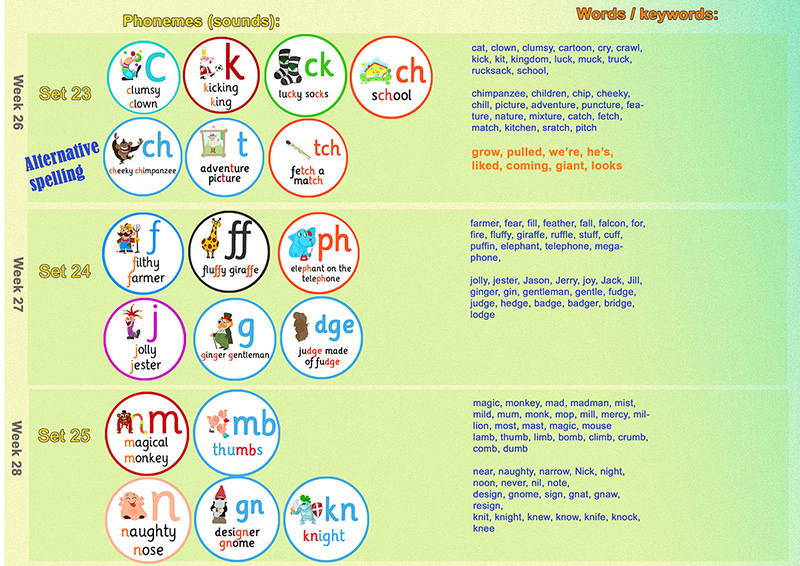 Phonemes (sounds):
Words / keywords:
Week 26
Set 23
c
clumsy
clown
k
kicking
king
ck
lucky socks
ch
school
cat, clown, clumsy, cartoon, cry, crawl,
kick, kit, kingdom, luck, muck, truck,
rucksack, school,
Alternative
spelling
ch
cheeky chimpanzee
t
adventure
picture
tch
fetch a
match
chimpanzee, children, chip, cheeky,
chill, picture, adventure, puncture, fea-
ture, nature, mixture, catch, fetch,
match, kitchen, sratch, pitch
grow, pulled, we're, he's,
liked, coming, giant, looks
Week 27
Set 24
f
filthy
farmer
ff
fluffy giraffe
ph
elephant on the
telephone
farmer, fear, fill, feather, fall, falcon, for,
fire, fluffy, giraffe, ruffle, stuff, cuff,
puffin, elephant, telephone, mega-
phone,
j
jolly
jester
g
ginger gentleman
dge
judge made
of fudge
jolly, jester, Jason, Jerry, joy, Jack, Jill,
ginger, gin, gentleman, gentle, fudge,
judge, hedge, badge, badger, bridge,
lodge
Week 28
Set 25
m
magical
monkey
mb
thumbs
magic, monkey, mad, madman, mist,
mild, mum, monk, mop, mill, mercy, mil-
lion, most, mast, magic, mouse
lamb, thumb, limb, bomb, climb, crumb,
comb, dumb
n
naughty
nose
gn
designer
gnome
kn
knight
near, naughty, narrow, Nick, night,
noon, never, nil, note,
design, gnome, sign, gnat, gnaw,
resign,
knit, knight, knew, know, knife, knock,
knee